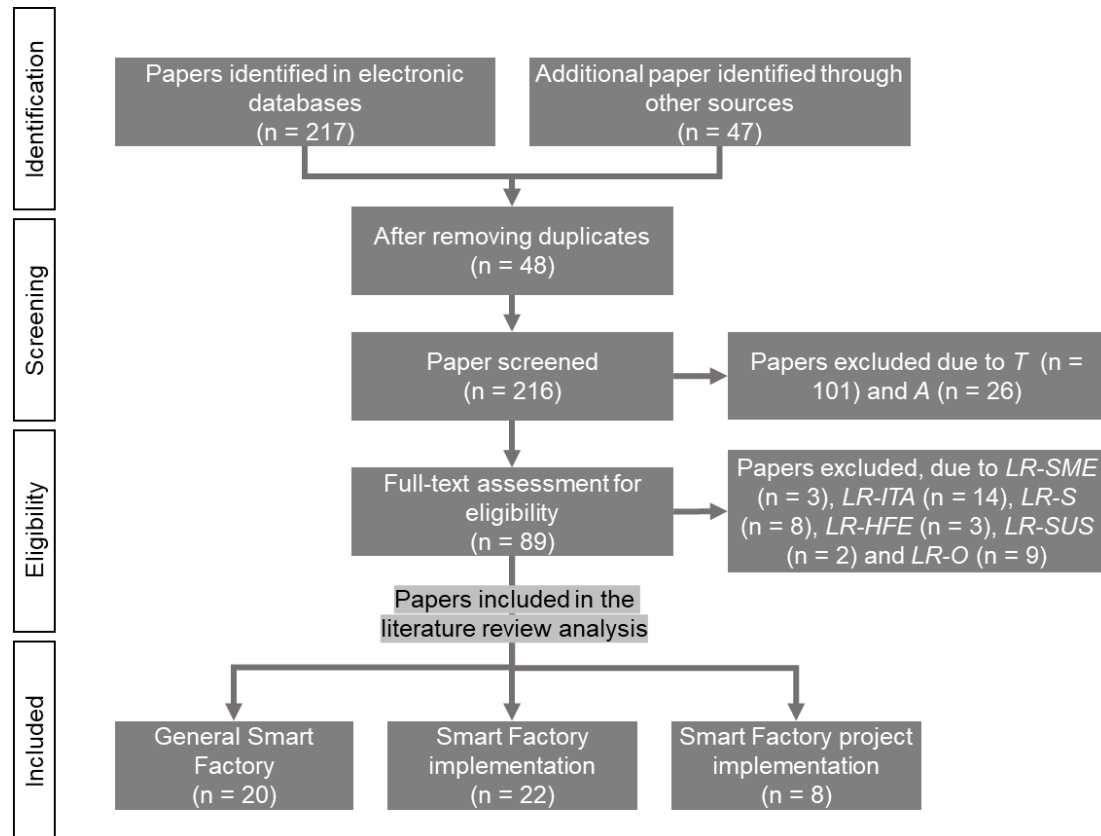 Identification
Papers identified in electronic
databases
(n = 217)
Additional paper identified through
other sources
(n = 47)
Screening
After removing duplicates
(n = 48)
Paper screened
(n = 216)
Papers excluded due to T (n =
101) and A (n = 26)
Eligibility
Full-text assessment for
eligibility
(n = 89)
Papers excluded, due to LR-SME
(n = 3), LR-ITA (n = 14), LR-S
(n = 8), LR-HFE (n = 3), LR-SUS
(n = 2) and LR-O (n = 9)
Papers included in the
literature review analysis
Included
General Smart
Factory
(n = 20)
Smart Factory
implementation
(n = 22)
Smart Factory project
implementation
(n = 8)